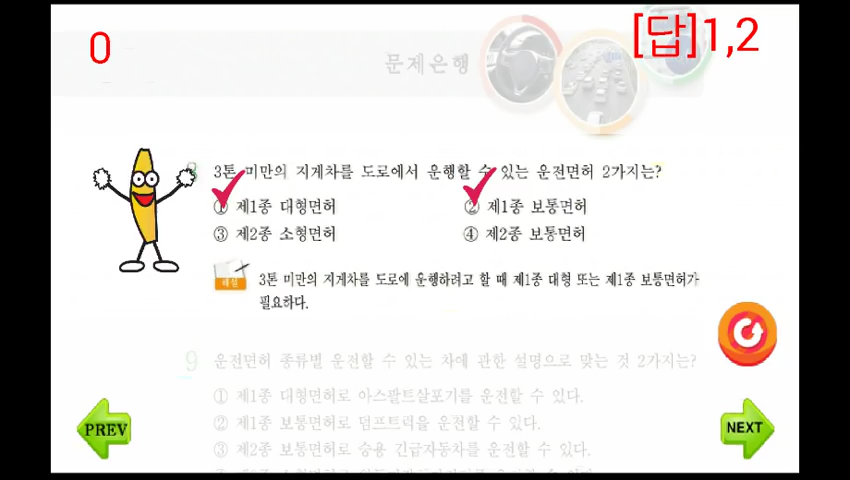 0
[답]1,2
문제은행
8 3톤 미만의 지게차를 도로에서 운행할 수 있는 운전면허 2가지는?
① 제1종 대형면허 ② 제1종 보통면허
③ 제2종 소형면허 ④ 제2종 보통면허
해설 3톤 미만의 지게차를 도로에 운행하려고 할 때 제1종 대형 또는 제1종 보통면허가
필요하다.
9 운전면허 종류별 운전할 수 있는 차에 관한 설명으로 맞는 것 2가지는?
① 제1종 대형면허로 아스팔트살포기를 운전할 수 있다.
② 제1종 보통면허로 덤프트럭을 운전할 수 있다.
③ 제2종 보통면허로 승용 긴급자동차를 운전할 수 있다.
PREV
NEXT